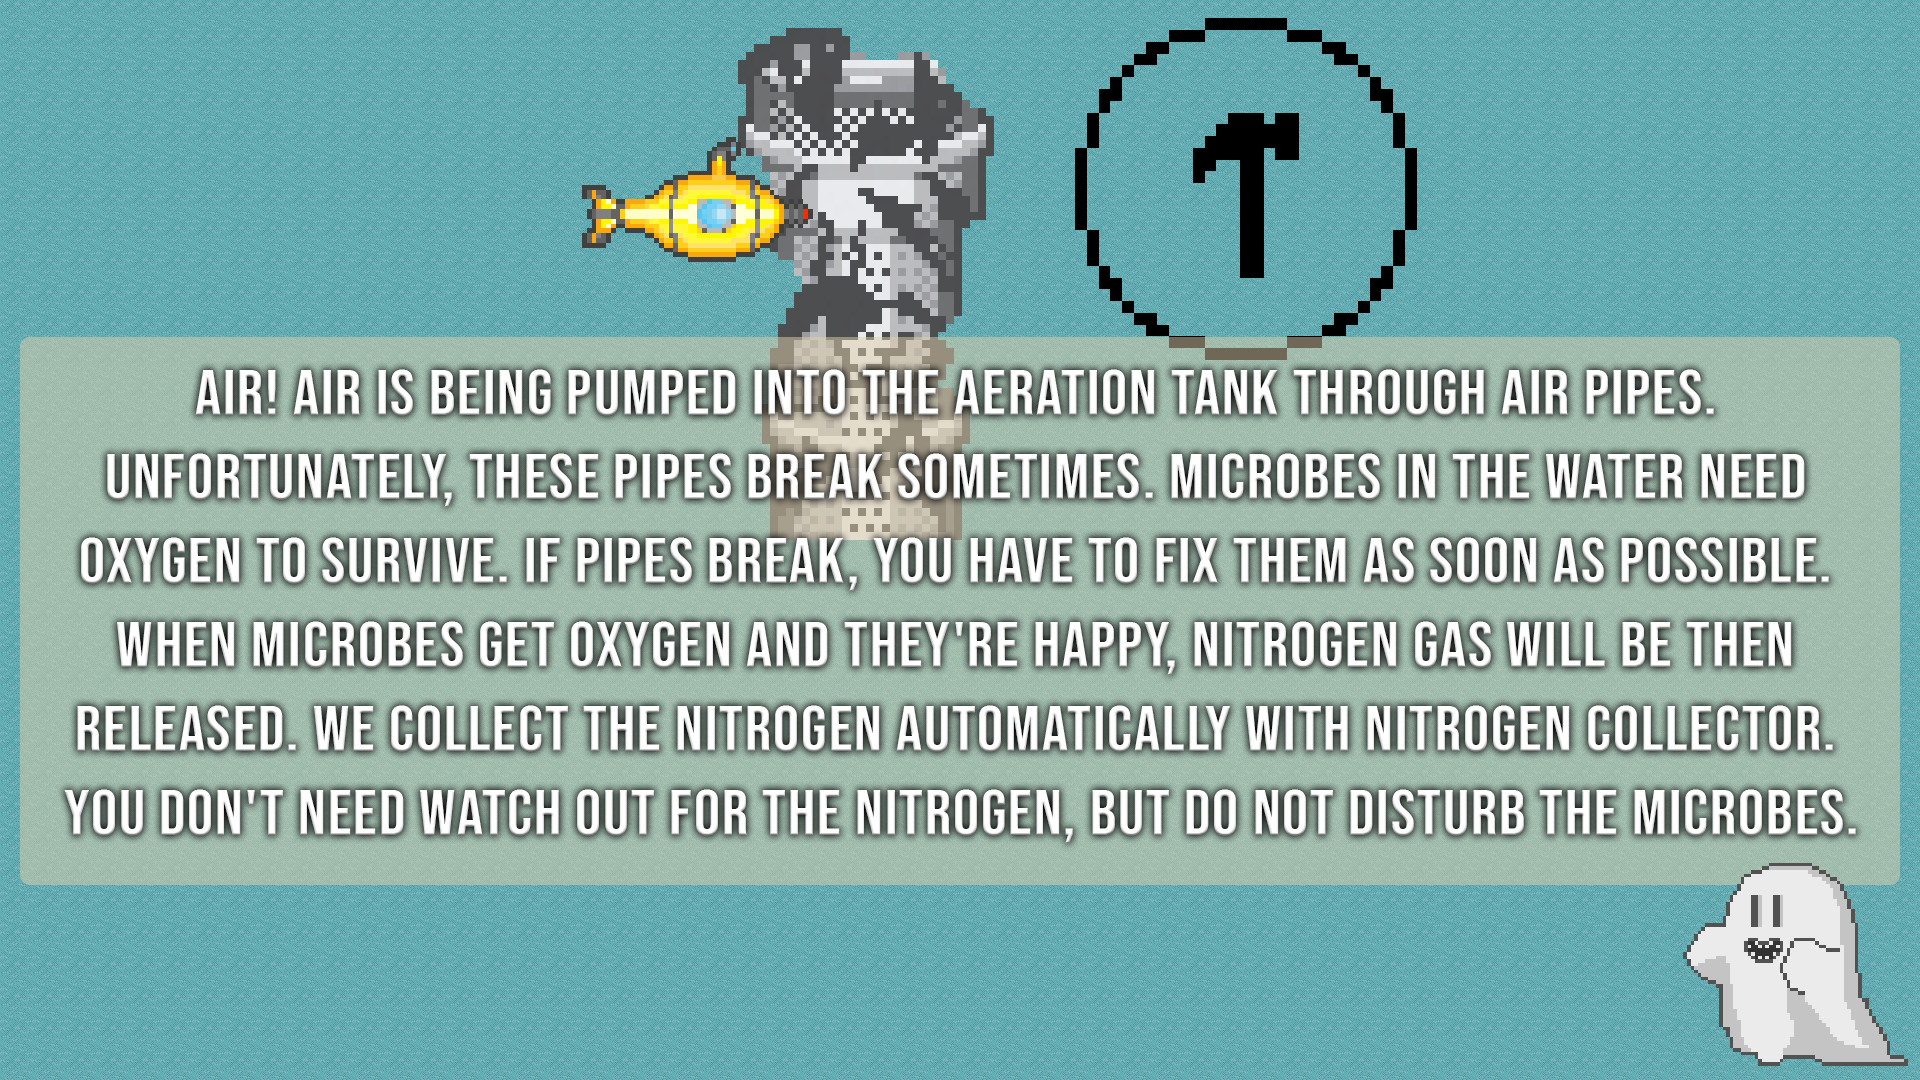 AIR! AIR IS BEING PUMPED INTO THE AERATION TANK THROUGH AIR PIPES.
UNFORTUNATELY, THESE PIPES BREAK SOMETIMES. MICROBES IN THE WATER NEED
OXYGEN TO SURVIVE. IF PIPES BREAK, YOU HAVE TO FIX THEM AS SOON AS POSSIBLE.
WHEN MICROBES GET OXYGEN AND THEY'RE HAPPY, NITROGEN GAS WILL BE THEN
RELEASED. WE COLLECT THE NITROGEN AUTOMATICALLY WITH NITROGEN COLLECTOR.
YOU DON'T NEED WATCH OUT FOR THE NITROGEN, BUT DO NOT DISTURB THE MICROBES.